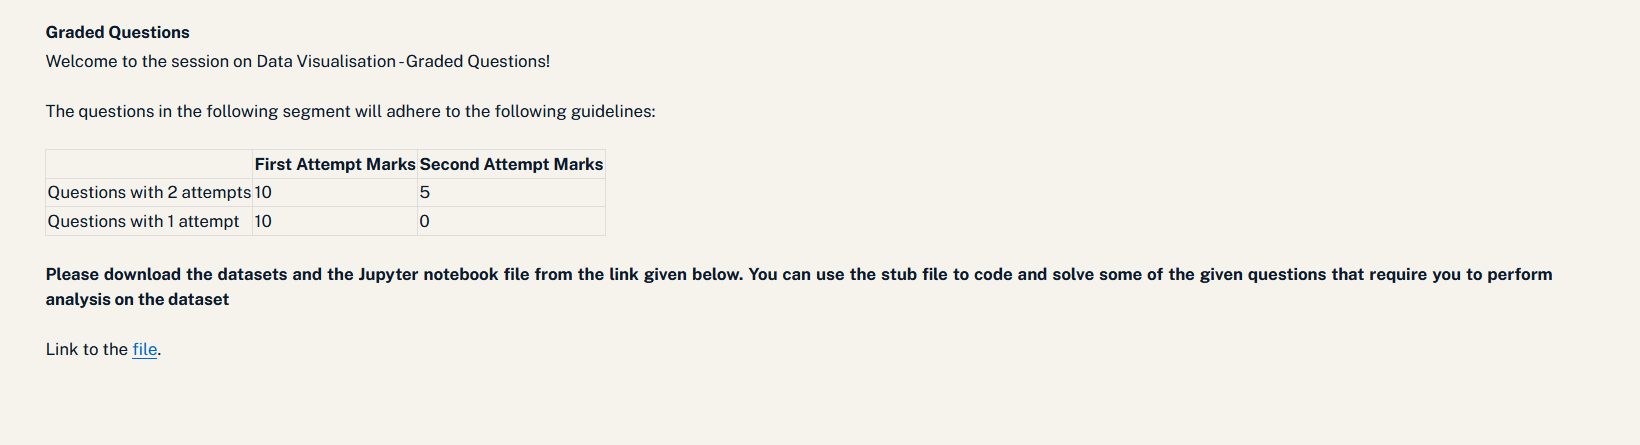 Graded Questions
Welcome to the session on Data Visualisation - Graded Questions!
The questions in the following segment will adhere to the following guidelines:
First Attempt Marks Second Attempt Marks
Questions with 2 attempts 10 5
Questions with 1 attempt 10 0
Please download the datasets and the Jupyter notebook file from the link given below. You can use the stub file to code and solve some of the given questions that require you to perform
analysis on the dataset
Link to the file.